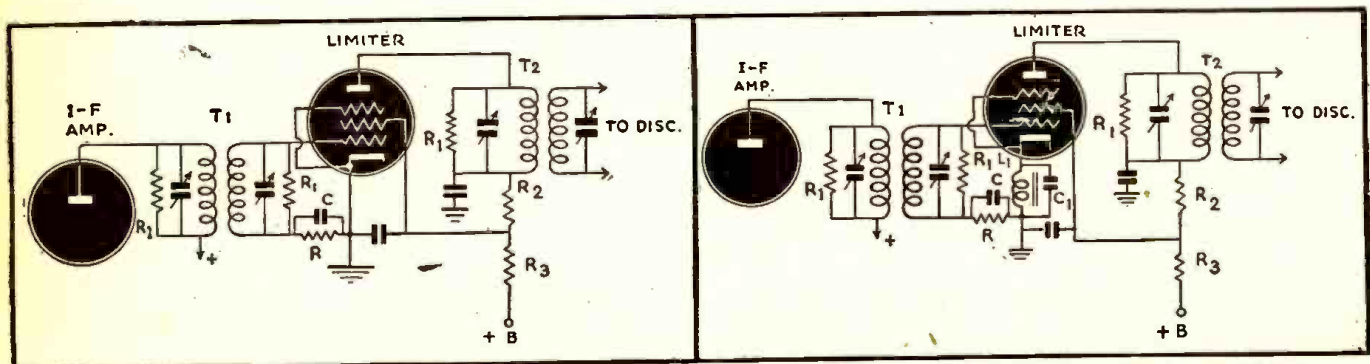 LIMITER
I-F
AMP.
T1
T2
R1
R1
R1
C
R
R2
R3
TO DISC.
+
+ B
LIMITER
I-F
AMP.
T1
T2
R1
R1
L1
C
C1
R
R1
R2
R3
TO DISC.
+
+ B